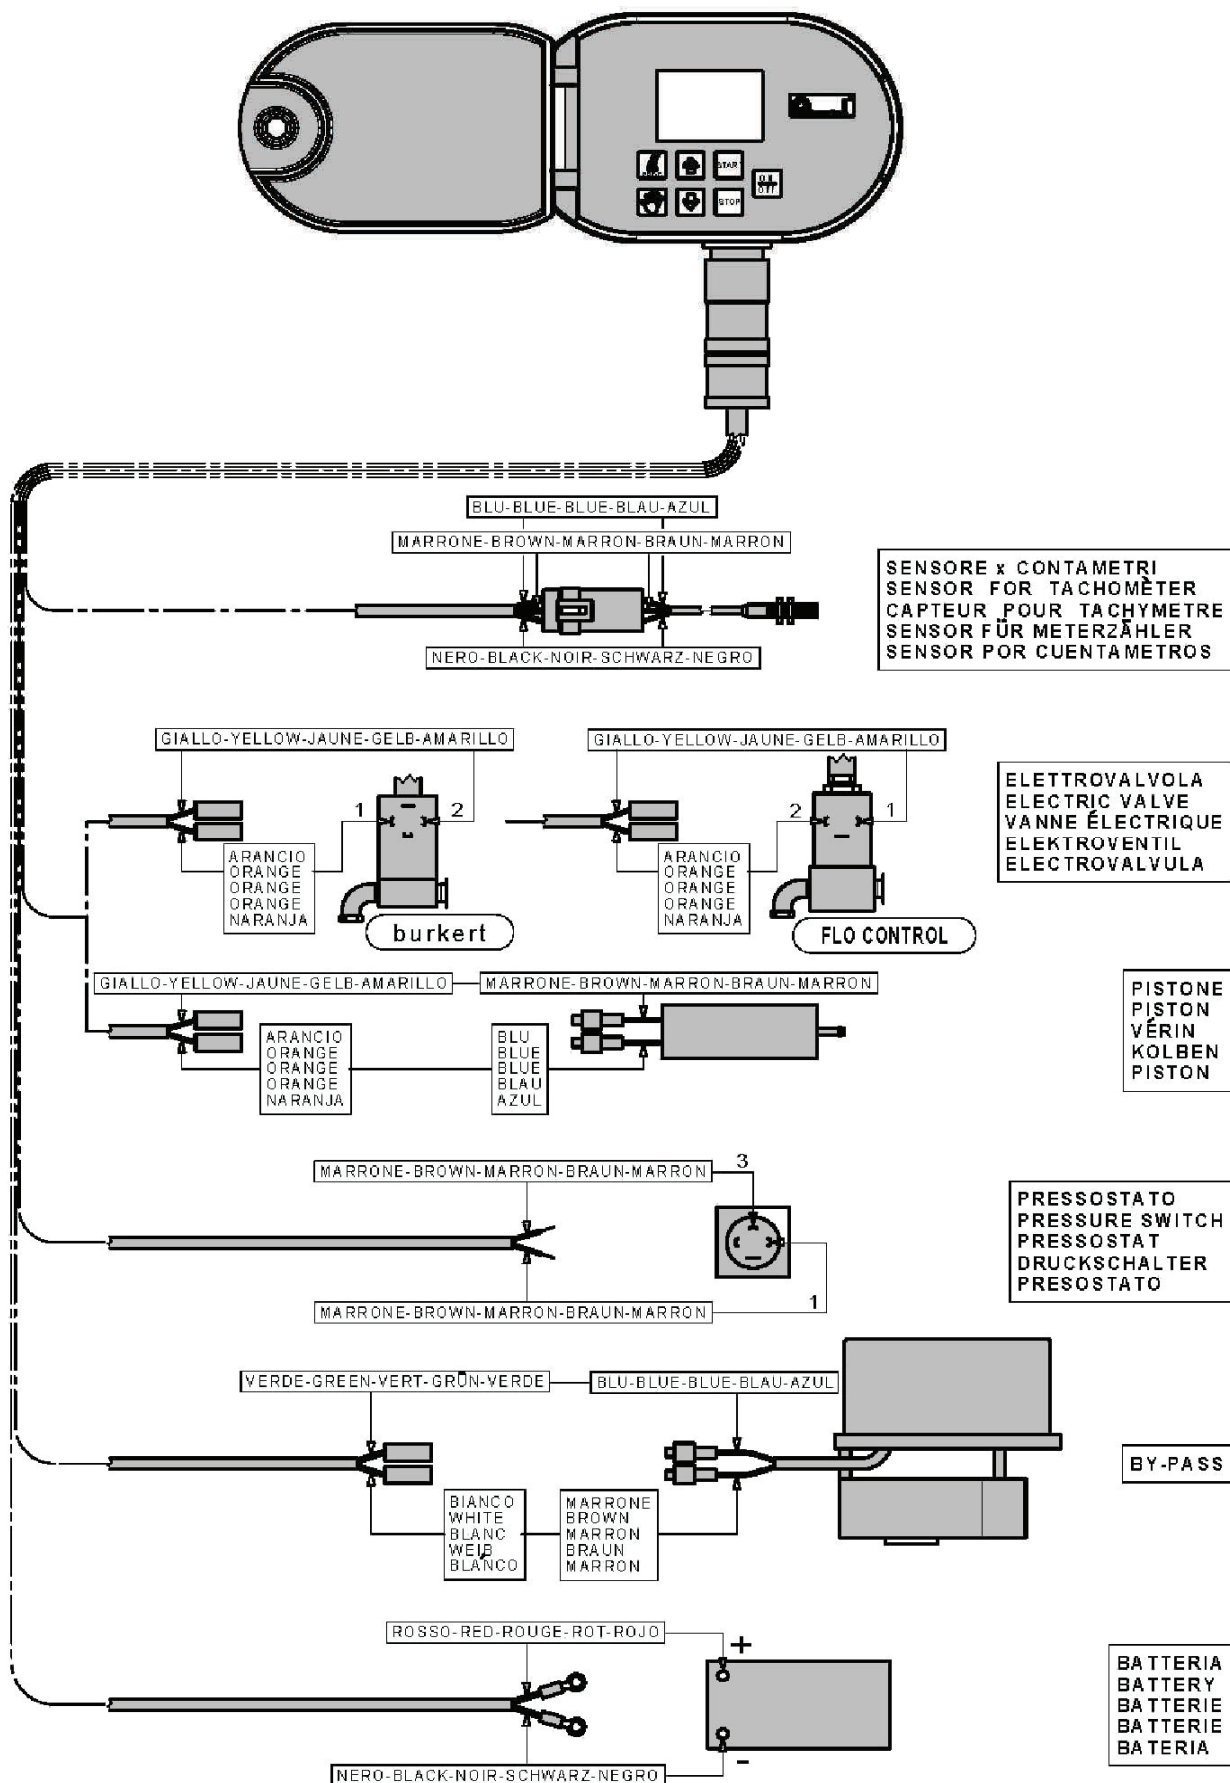 START
ON
OFF
STOP
BLU-BLUE-BLUE-BLAU-AZUL
MARRONE-BROWN-MARRON-BRAUN-MARRON
NERO-BLACK-NOIR-SCHWARZ-NEGRO
SENSORE x CONTAMETRI
SENSOR FOR TACHOMÈTER
CAPTEUR POUR TACHYMETRE
SENSOR FÜR METERZÄHLER
SENSOR POR CUENTAMETROS
GIALLO-YELLOW-JAUNE-GELB-AMARILLO
1
2
ARANCIO
ORANGE
ORANGE
ORANGE
NARANJA
burkert
GIALLO-YELLOW-JAUNE-GELB-AMARILLO
2
1
ARANCIO
ORANGE
ORANGE
ORANGE
NARANJA
FLO CONTROL
ELETTROVALVOLA
ELECTRIC VALVE
VANNE ÉLECTRIQUE
ELEKTROVENTIL
ELECTROVALVULA
GIALLO-YELLOW-JAUNE-GELB-AMARILLO
MARRONE-BROWN-MARRON-BRAUN-MARRON
ARANCIO
ORANGE
ORANGE
ORANGE
NARANJA
BLU
BLUE
BLUE
BLAU
AZUL
PISTONE
PISTON
VÉRIN
KOLBEN
PISTON
MARRONE-BROWN-MARRON-BRAUN-MARRON
3
MARRONE-BROWN-MARRON-BRAUN-MARRON
1
PRESSOSTATO
PRESSURE SWITCH
PRESSOSTAT
DRUCKSCHALTER
PRESOSTATO
VERDE-GREEN-VERT-GRÜN-VERDE
BLU-BLUE-BLUE-BLAU-AZUL
BIANCO
WHITE
BLANC
WEIB
BLÁNCO
MARRONE
BROWN
MARRON
BRAUN
MARRON
BY-PASS
ROSSO-RED-ROUGE-ROT-ROJO
+
-
NERO-BLACK-NOIR-SCHWARZ-NEGRO
BATTERIA
BATTERY
BATTERIE
BATTERIE
BATERIA